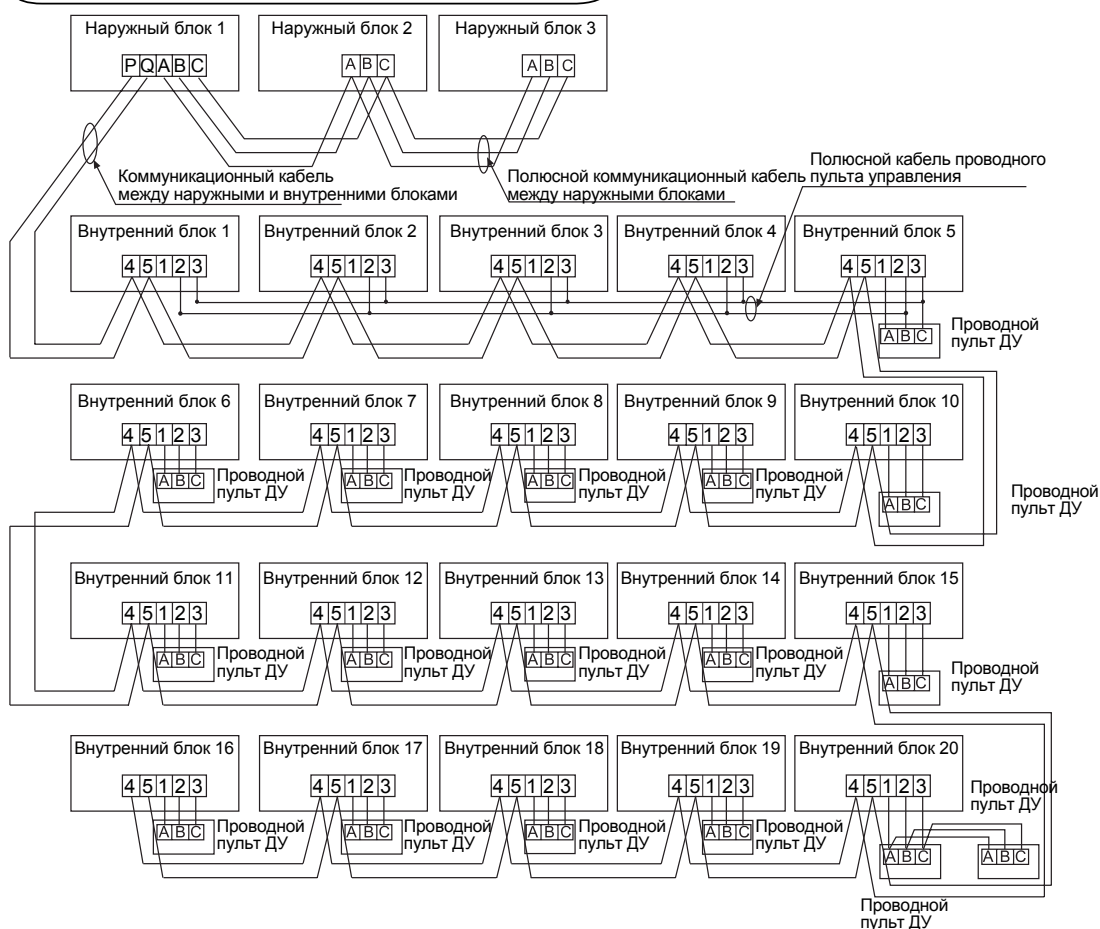 Наружный блок 1
Наружный блок 2
Наружный блок 3
P Q A B C
A B C
A B C
Коммуникационный кабель
между наружными и внутренними блоками
Полюсной коммуникационный кабель
между наружными блоками
Полюсной кабель проводного
пульта управления
Внутренний блок 1
Внутренний блок 2
Внутренний блок 3
Внутренний блок 4
Внутренний блок 5
4 5 1 2 3
4 5 1 2 3
4 5 1 2 3
4 5 1 2 3
4 5 1 2 3
A B C
Проводной
пульт ДУ
Внутренний блок 6
Внутренний блок 7
Внутренний блок 8
Внутренний блок 9
Внутренний блок 10
4 5 1 2 3
4 5 1 2 3
4 5 1 2 3
4 5 1 2 3
4 5 1 2 3
A B C
Проводной
пульт ДУ
A B C
Проводной
пульт ДУ
A B C
Проводной
пульт ДУ
A B C
Проводной
пульт ДУ
A B C
Проводной
пульт ДУ
Внутренний блок 11
Внутренний блок 12
Внутренний блок 13
Внутренний блок 14
Внутренний блок 15
4 5 1 2 3
4 5 1 2 3
4 5 1 2 3
4 5 1 2 3
4 5 1 2 3
A B C
Проводной
пульт ДУ
A B C
Проводной
пульт ДУ
A B C
Проводной
пульт ДУ
A B C
Проводной
пульт ДУ
A B C
Проводной
пульт ДУ
Внутренний блок 16
Внутренний блок 17
Внутренний блок 18
Внутренний блок 19
Внутренний блок 20
4 5 1 2 3
4 5 1 2 3
4 5 1 2 3
4 5 1 2 3
4 5 1 2 3
A B C
Проводной
пульт ДУ
A B C
Проводной
пульт ДУ
A B C
Проводной
пульт ДУ
A B C
Проводной
пульт ДУ
Проводной
пульт ДУ
A B C
A B C
Проводной
пульт ДУ